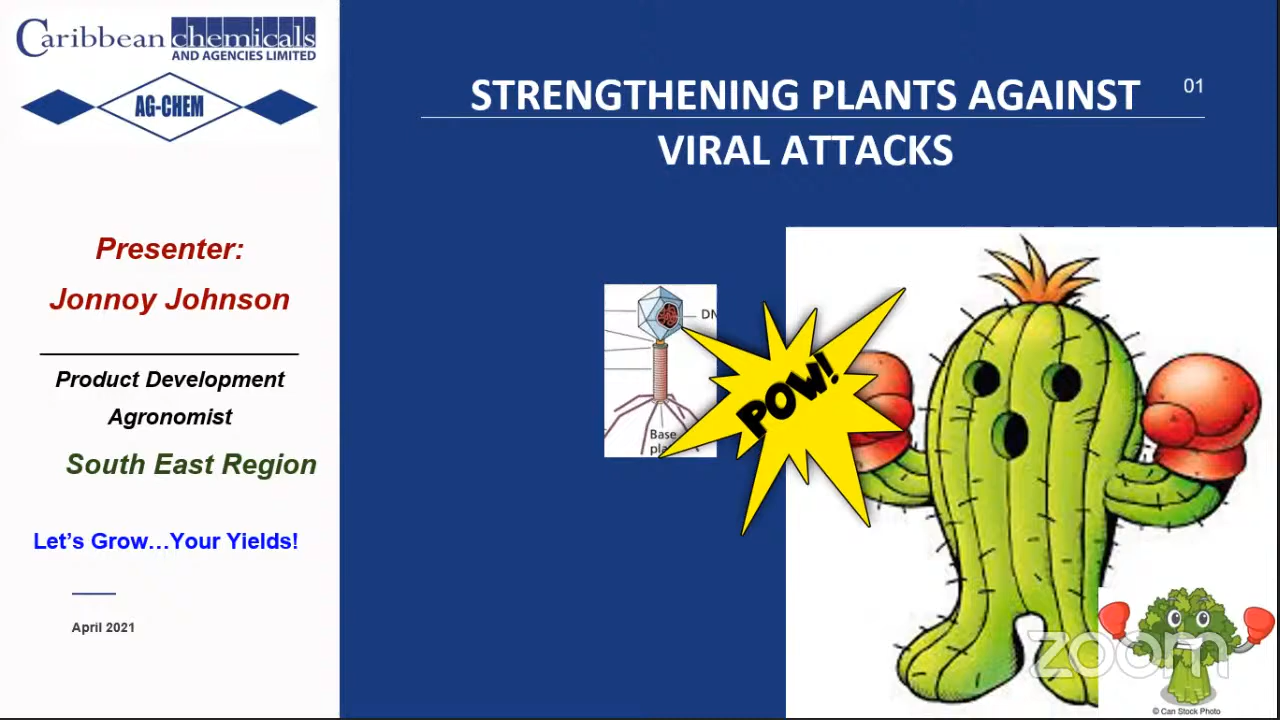 Caribbean chemicals
AND AGENCIES LIMITED
AG-CHEM
Presenter:
Jonnoy Johnson
Product Development
Agronomist
South East Region
Let's Grow…Your Yields!
April 2021
STRENGTHENING PLANTS AGAINST
VIRAL ATTACKS
01
DN
Base
pla
POW!
zoom
© Can Stock Photo